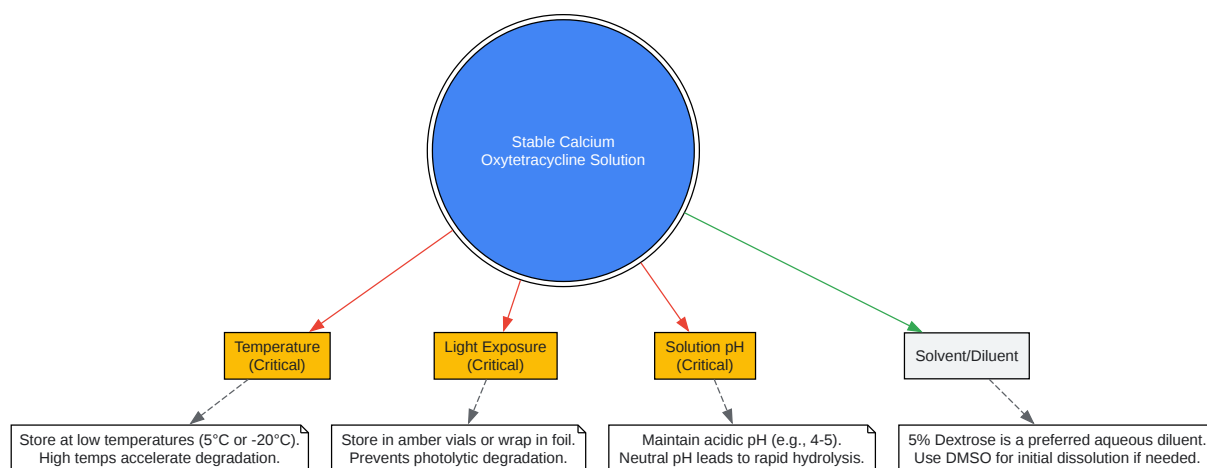 Stable Calcium
Oxytetracycline Solution
Temperature
(Critical)
Light Exposure
(Critical)
Solution pH
(Critical)
Solvent/Diluent
Store at low temperatures (5°C or -20°C).
High temps accelerate degradation.
Store in amber vials or wrap in foil.
Prevents photolytic degradation.
Maintain acidic pH (e.g., 4-5).
Neutral pH leads to rapid hydrolysis.
5% Dextrose is a preferred aqueous diluent.
Use DMSO for initial dissolution if needed.